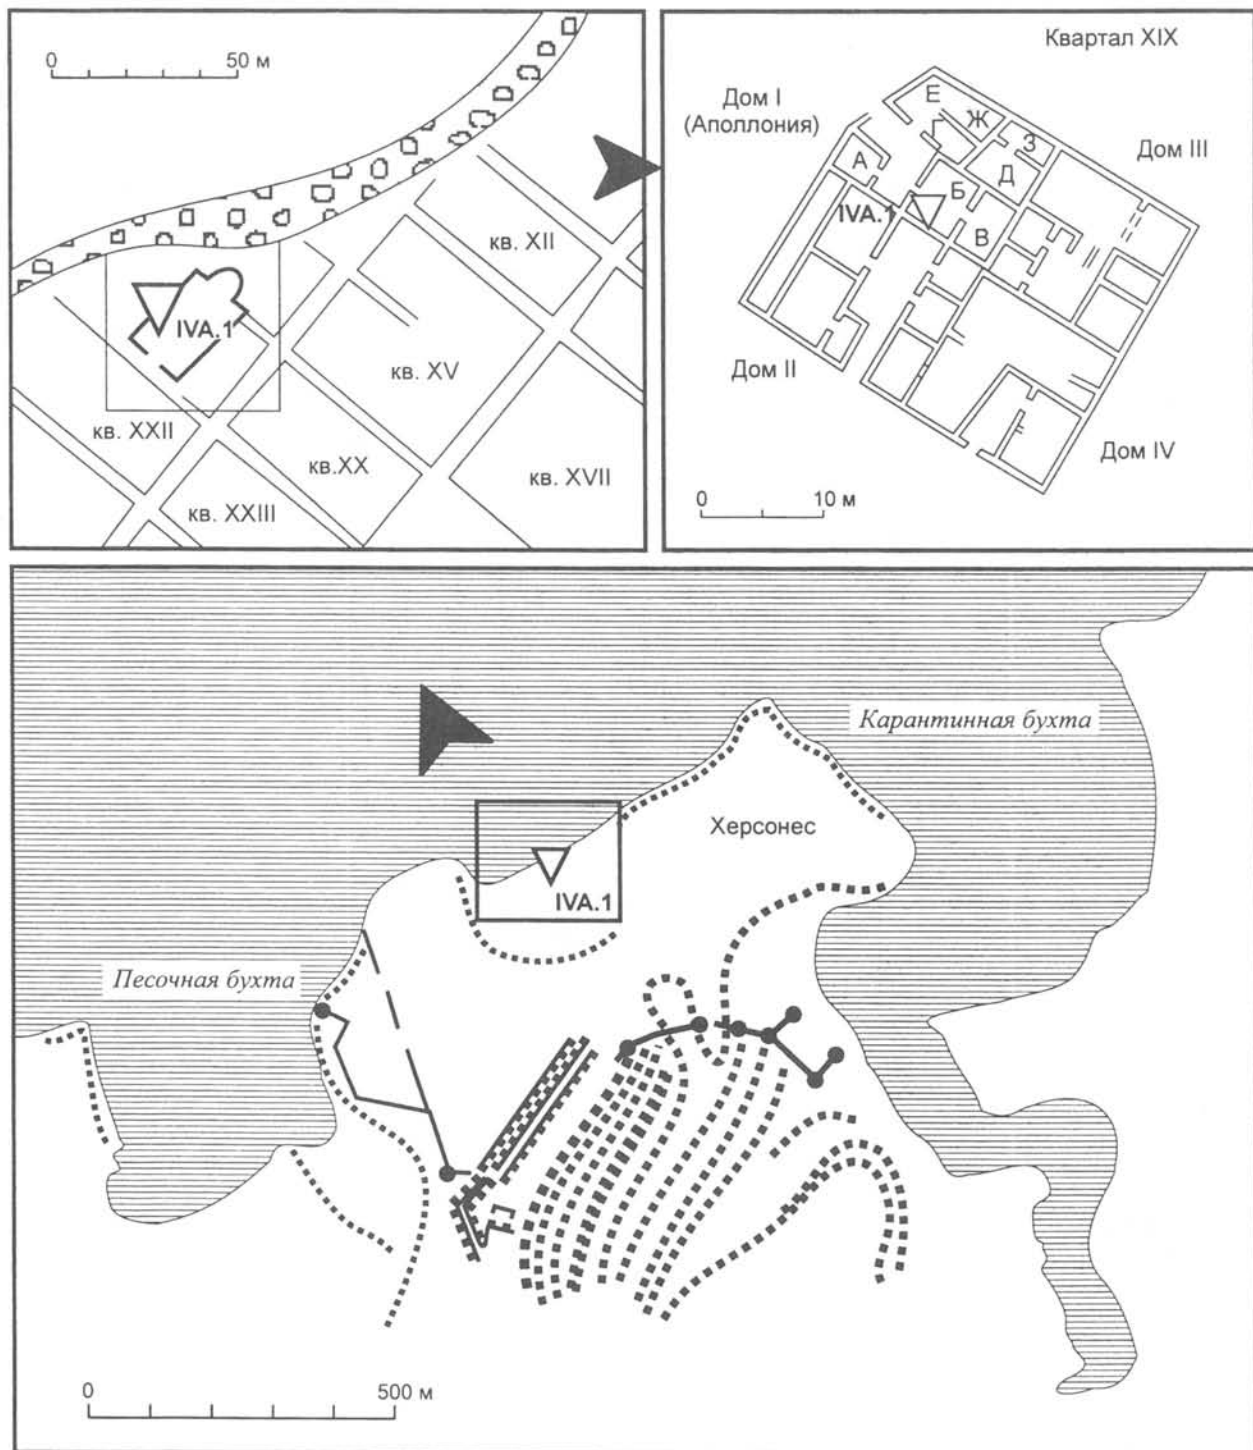 0 50 м
кв. XII
IVA.1
кв. XV
кв. XXII
кв.XX
кв. XVII
кв. XXIII
Квартал XIX
Дом I
(Аполлония)
Е
Ж
З
Дом III
А
Д
Б
IVA.1
В
Дом II
Дом IV
0 10 м
Карантинная бухта
Херсонес
IVA.1
Песочная бухта
0 500 м